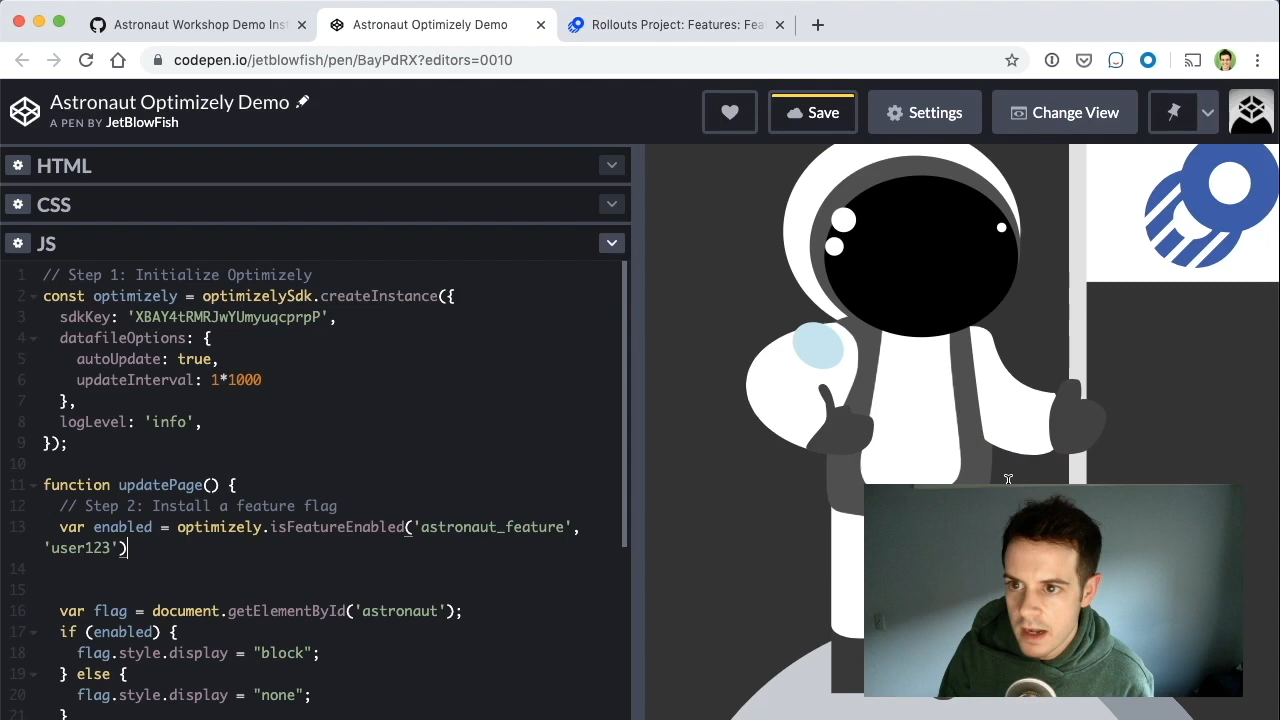 Astronaut Workshop Demo Inst
Astronaut Optimizely Demo
Rollouts Project: Features: Fea
codepen.io/jetblowfish/pen/BayPdRX?editors=0010
Astronaut Optimizely Demo
A PEN BY JetBlowFish
Save
Settings
Change View
HTML
CSS
JS
1 // Step 1: Initialize Optimizely
2 const optimizely = optimizelySdk.createInstance({
3 sdkKey: 'XBAY4tRMRJwYUmyuqcprpP',
4 datafileOptions: {
5 autoUpdate: true,
6 updateInterval: 1*1000
7 },
8 logLevel: 'info',
9 });
10
11 function updatePage() {
12 // Step 2: Install a feature flag
13 var enabled = optimizely.isFeatureEnabled('astronaut_feature',
'user123')
14
15
16 var flag = document.getElementById('astronaut');
17 if (enabled) {
18 flag.style.display = "block";
19 } else {
20 flag.style.display = "none";
21 }